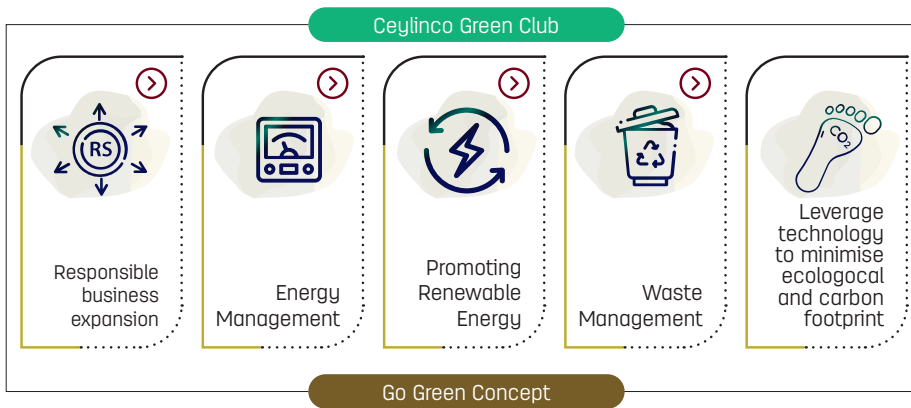 Ceylinco Green Club
RS
Responsible
business
expansion
Energy
Management
Promoting
Renewable
Energy
Waste
Management
CO2
Leverage
technology
to minimise
ecologocal
and carbon
footprint
Go Green Concept